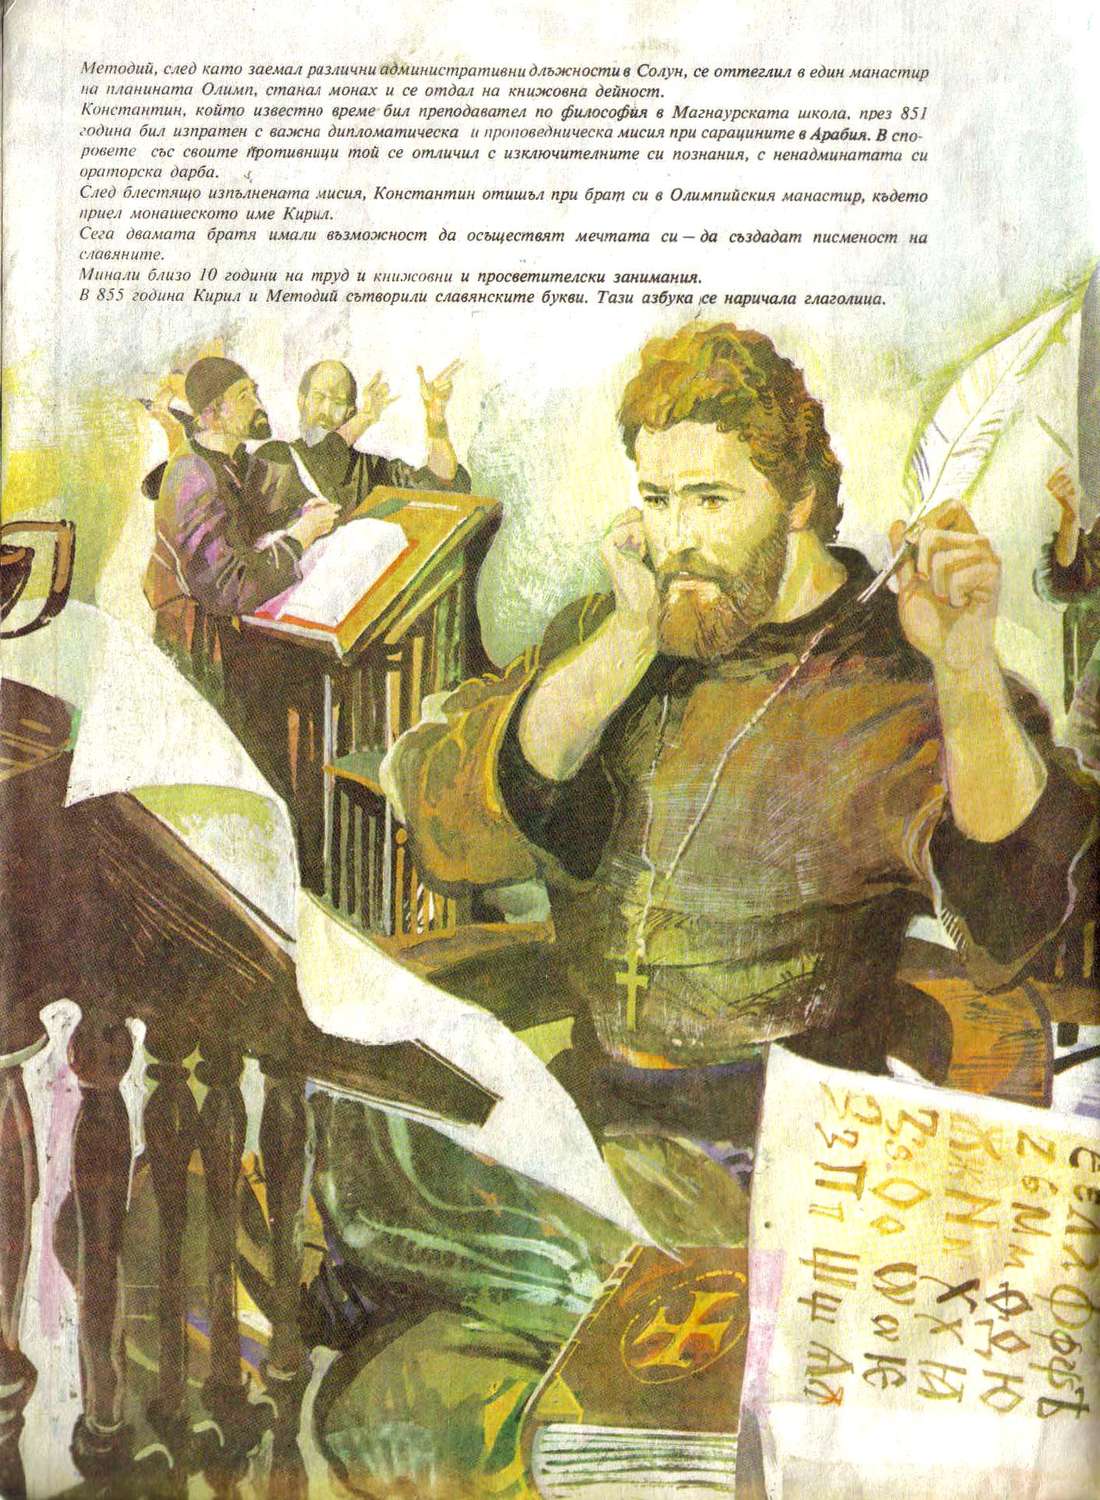 Методий, след като заемал различни административни длъжности в Солун, се оттеглил в един манастир
на планината Олимп, станал монах и се отдал на книжовна дейност.
Константин, който известно време бил преподавател по философия в Магнаурската школа, през 851
година бил изпратен с важна дипломатическа и проповедническа мисия при сарацините в Арабия. В спо-
ровете със своите противници той се отличил с изключителните си познания, с ненадминатата си
ораторска дарба.
След блестящо изпълнената мисия, Константин отишъл при брат си в Олимпийския манастир, където
приел монашеското име Кирил.
Сега двамата братя имали възможност да осъществят мечтата си — да създадат писменост на
славяните.
Минали близо 10 години на труд и книжовни и просветителски занимания.
В 855 година Кирил и Методий сътворили славянските букви. Тази азбука се наричала глаголица.